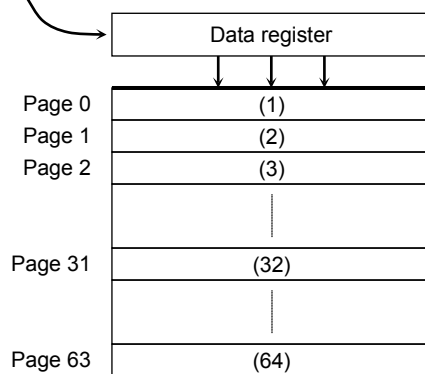 Data register
Page 0 (1)
Page 1 (2)
Page 2 (3)
Page 31 (32)
Page 63 (64)